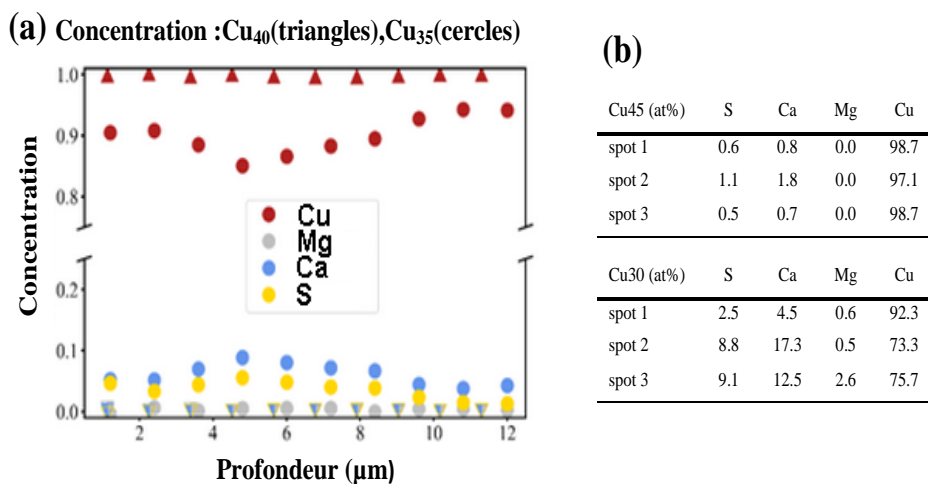 (a) Concentration :Cu₄₀(triangles),Cu₃₅(cercles)
1.0
0.9
0.8
0.2
0.1
0.0
Concentration
Cu
Mg
Ca
S
2 4 6 8 10 12
Profondeur (µm)
(b)
Cu45 (at%) S Ca Mg Cu
spot 1 0.6 0.8 0.0 98.7
spot 2 1.1 1.8 0.0 97.1
spot 3 0.5 0.7 0.0 98.7
Cu30 (at%) S Ca Mg Cu
spot 1 2.5 4.5 0.6 92.3
spot 2 8.8 17.3 0.5 73.3
spot 3 9.1 12.5 2.6 75.7